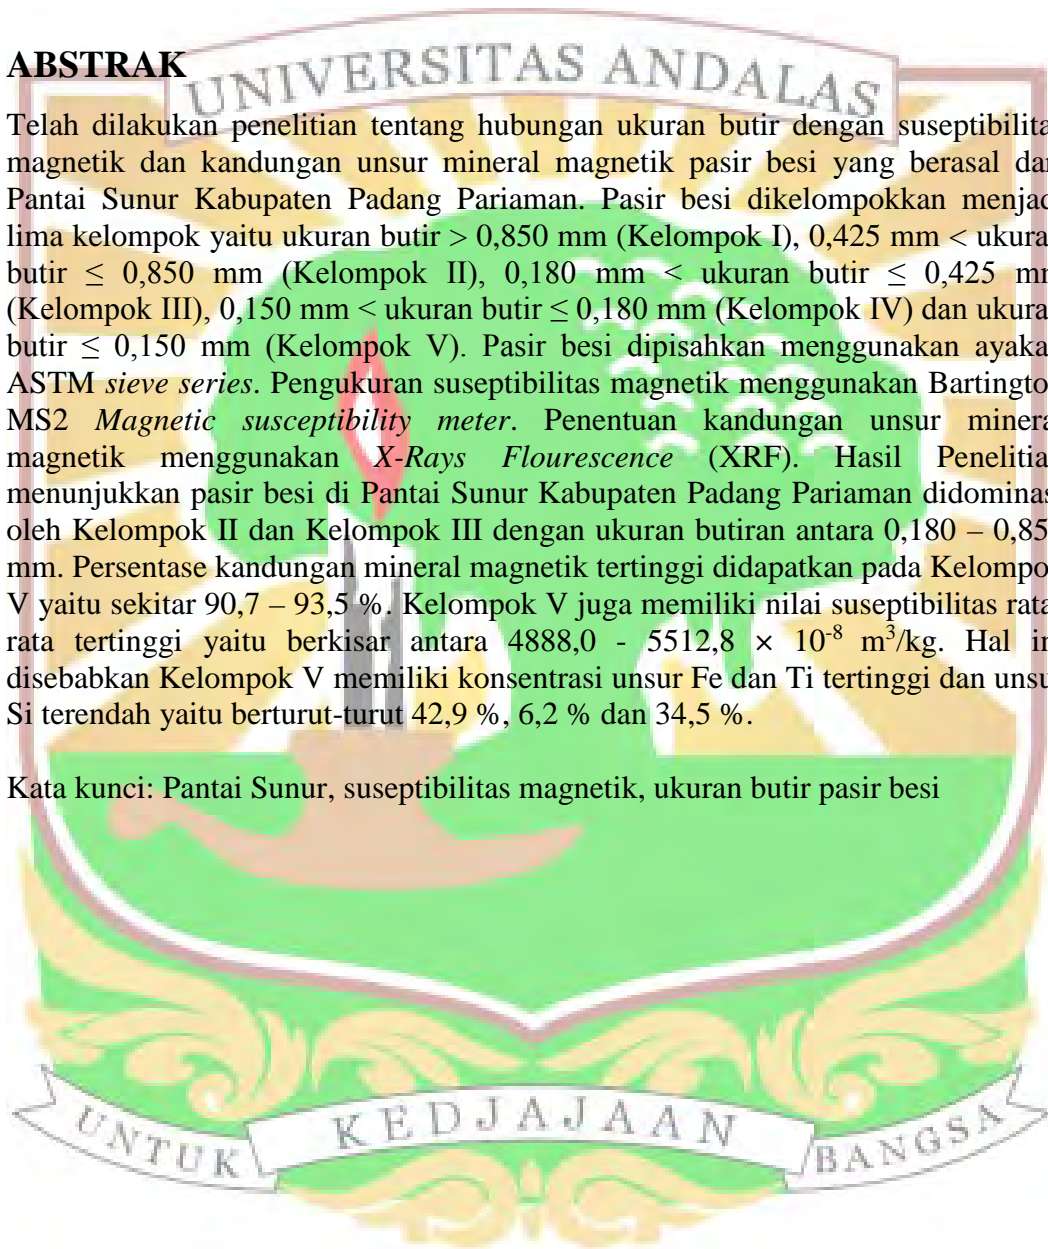 UNIVERSITAS ANDALAS
ABSTRAK
Telah dilakukan penelitian tentang hubungan ukuran butir dengan suseptibilita
magnetik dan kandungan unsur mineral magnetik pasir besi yang berasal dar
Pantai Sunur Kabupaten Padang Pariaman. Pasir besi dikelompokkan menjad
lima kelompok yaitu ukuran butir > 0,850 mm (Kelompok I), 0,425 mm < ukura
butir ≤ 0,850 mm (Kelompok II), 0,180 mm < ukuran butir ≤ 0,425 mm
(Kelompok III), 0,150 mm < ukuran butir ≤ 0,180 mm (Kelompok IV) dan ukura
butir ≤ 0,150 mm (Kelompok V). Pasir besi dipisahkan menggunakan ayaka
ASTM sieve series. Pengukuran suseptibilitas magnetik menggunakan Bartingto
MS2 Magnetic susceptibility meter. Penentuan kandungan unsur minera
magnetik menggunakan X-Rays Flourescence (XRF). Hasil Penelitia
menunjukkan pasir besi di Pantai Sunur Kabupaten Padang Pariaman didominas
oleh Kelompok II dan Kelompok III dengan ukuran butiran antara 0,180 – 0,85
mm. Persentase kandungan mineral magnetik tertinggi didapatkan pada Kelompo
V yaitu sekitar 90,7 – 93,5 %. Kelompok V juga memiliki nilai suseptibilitas rata
rata tertinggi yaitu berkisar antara 4888,0 - 5512,8 × 10⁻⁸ m³/kg. Hal in
disebabkan Kelompok V memiliki konsentrasi unsur Fe dan Ti tertinggi dan unsu
Si terendah yaitu berturut-turut 42,9 %, 6,2 % dan 34,5 %.
Kata kunci: Pantai Sunur, suseptibilitas magnetik, ukuran butir pasir besi
UNTUK KEDJAJAAN BANGSA